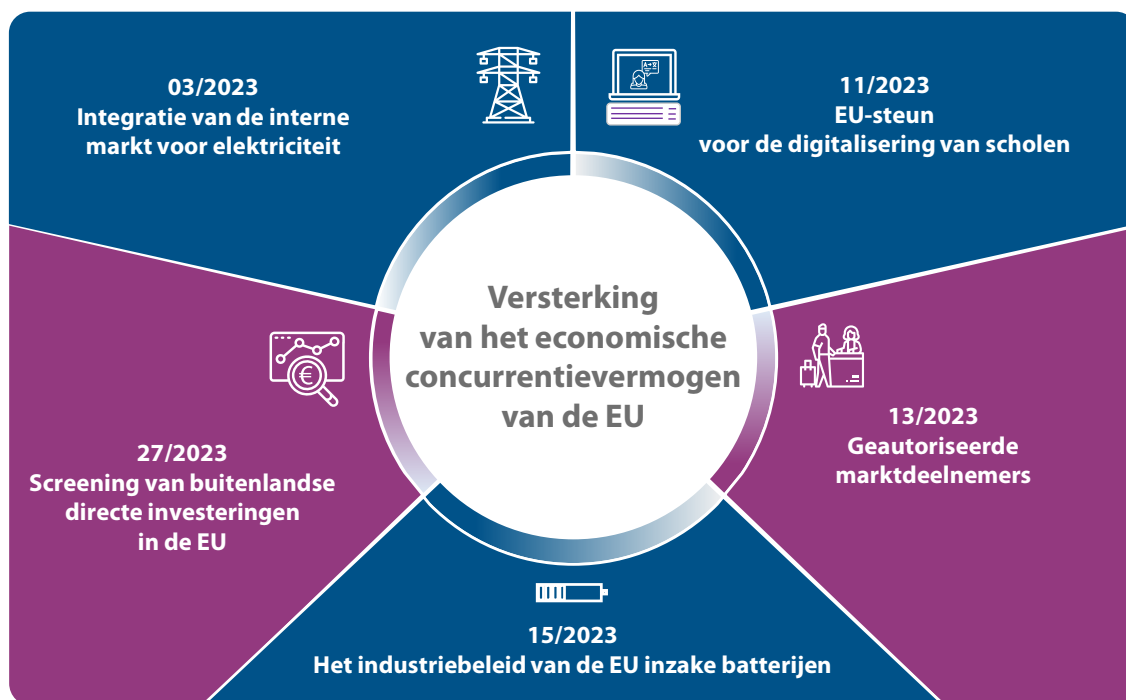 03/2023
Integratie van de interne
markt voor elektriciteit
11/2023
EU-steun
voor de digitalisering van scholen
Versterking
van het economische
concurrentievermogen
van de EU
13/2023
Geautoriseerde
marktdeelnemers
27/2023
Screening van buitenlandse
directe investeringen
in de EU
15/2023
Het industriebeleid van de EU inzake batterijen